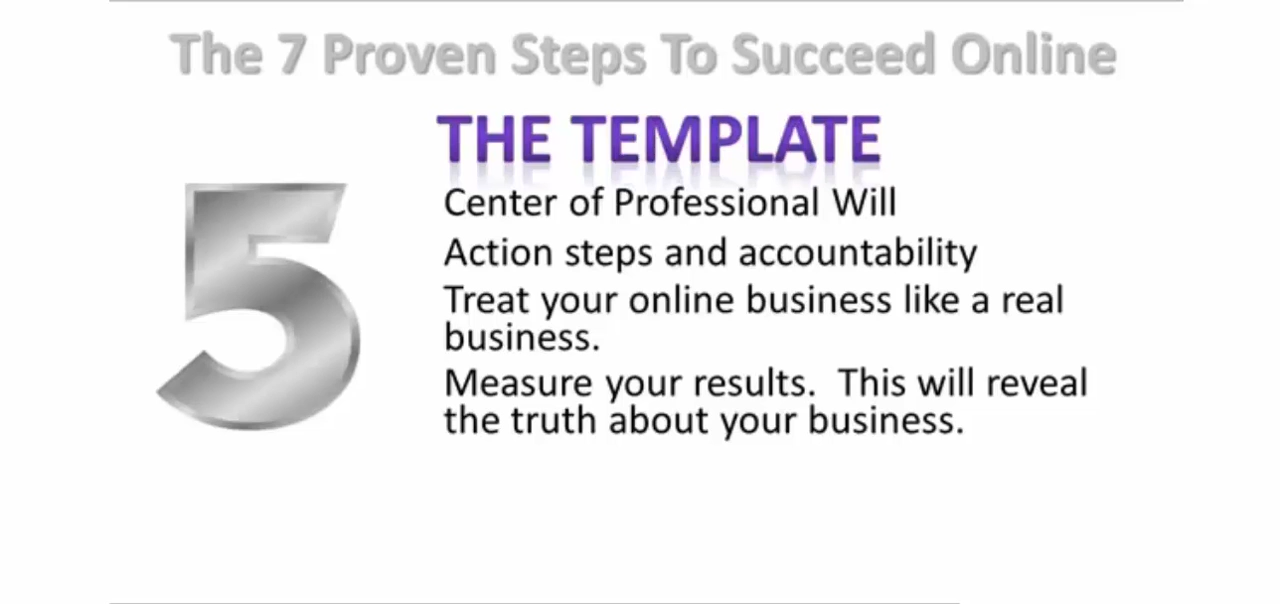 The 7 Proven Steps To Succeed Online
THE TEMPLATE
5
Center of Professional Will
Action steps and accountability
Treat your online business like a real
business.
Measure your results.  This will reveal
the truth about your business.